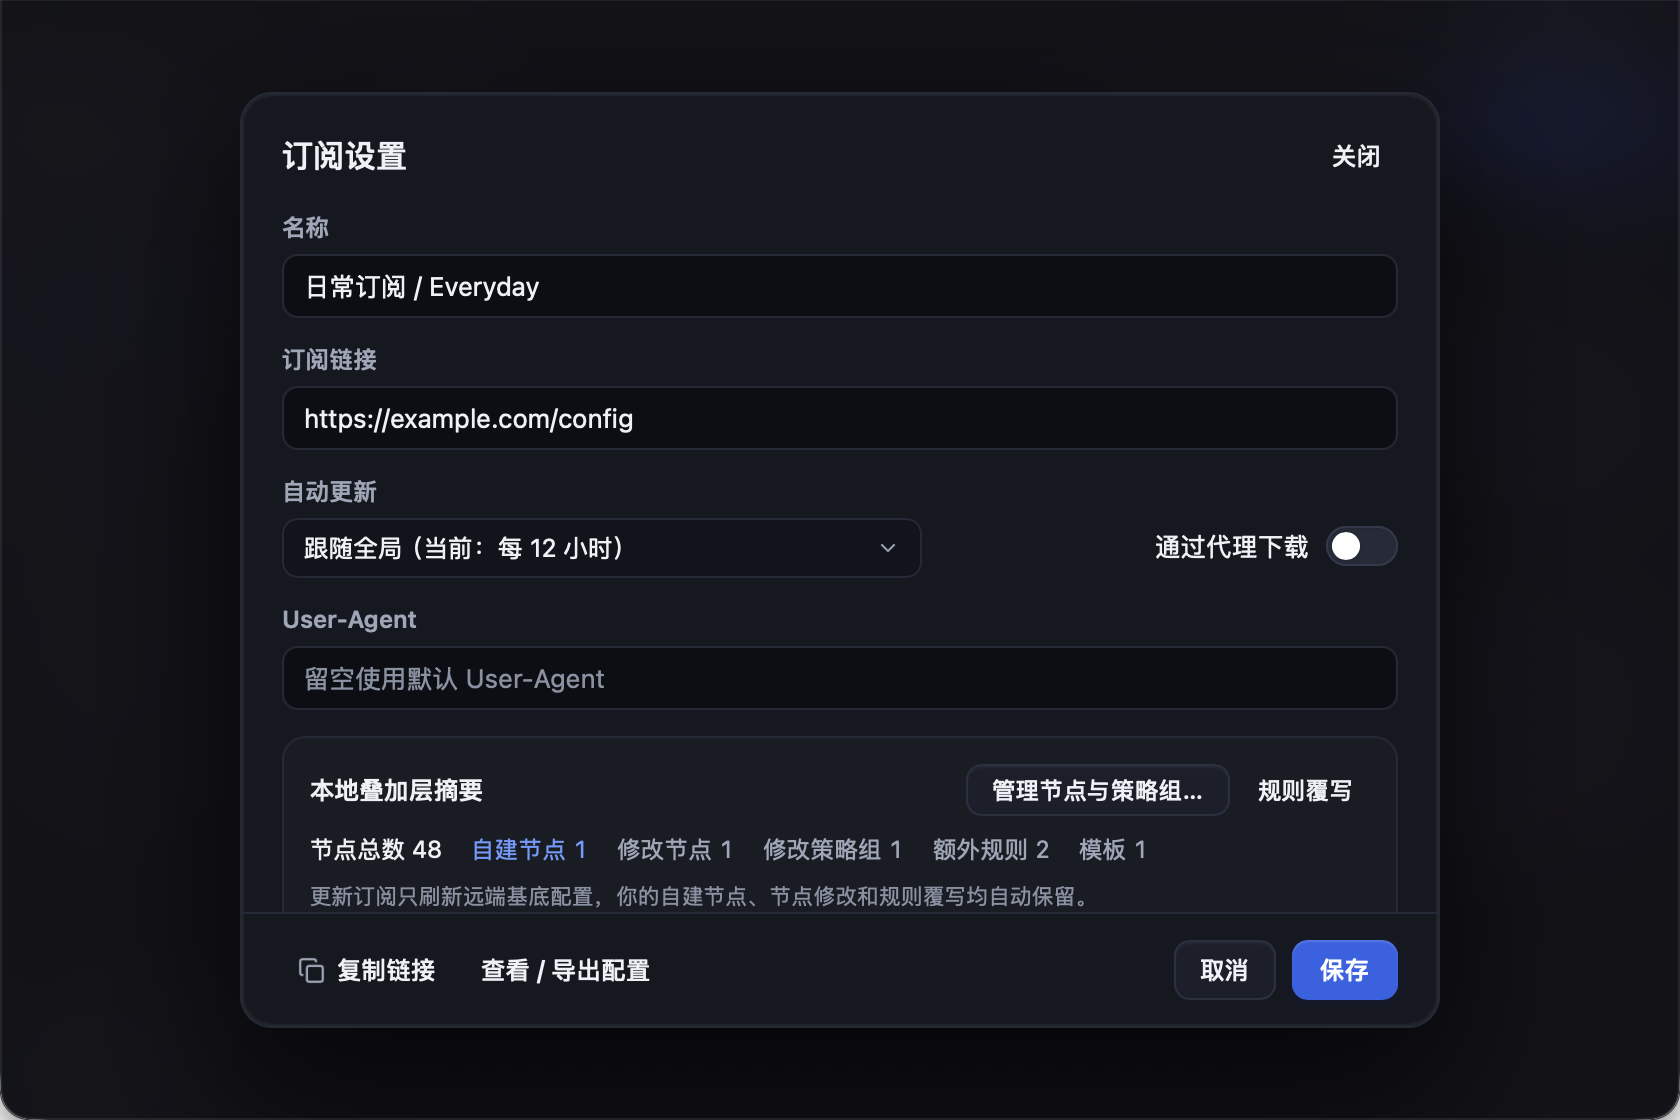 订阅设置 关闭
名称
日常订阅 / Everyday
订阅链接
https://example.com/config
自动更新
跟随全局（当前：每 12 小时） 通过代理下载
User-Agent
留空使用默认 User-Agent
本地叠加层摘要 管理节点与策略组... 规则覆写
节点总数 48 自建节点 1 修改节点 1 修改策略组 1 额外规则 2 模板 1
更新订阅只刷新远端基底配置，你的自建节点、节点修改和规则覆写均自动保留。
复制链接 查看 / 导出配置 取消 保存